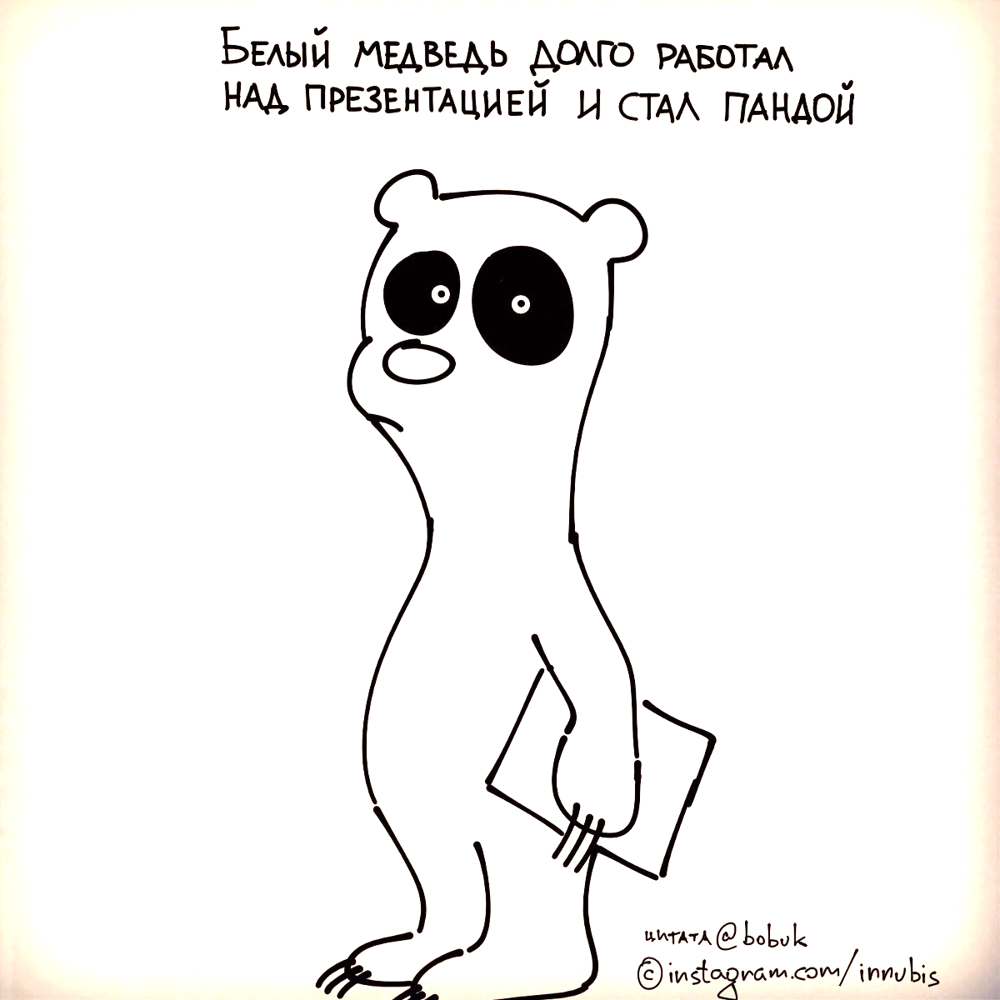 Белый медведь долго работал
над презентацией и стал пандой
цитата @bobuk
© instagram.com/innubis